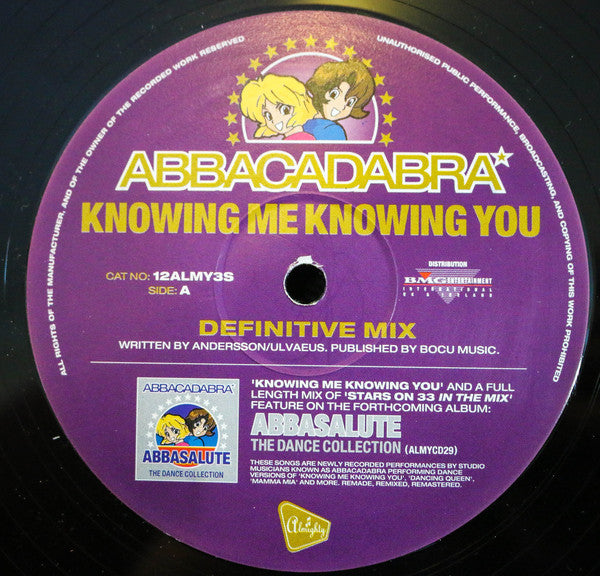 ALL RIGHTS OF THE MANUFACTURER, AND OF THE OWNER OF THE RECORDED WORK RESERVED
UNAUTHORISED PUBLIC PERFORMANCE, BROADCASTING, AND COPYING OF THIS WORK PROHIBITED
ABBACADABRA
KNOWING ME KNOWING YOU
CAT NO: 12ALMY3S
SIDE: A
DISTRIBUTION
BMG ENTERTAINMENT
INTERNATIONAL
UK & IRELAND
DEFINITIVE MIX
WRITTEN BY ANDERSSON/ULVAEUS. PUBLISHED BY BOCU MUSIC.
ABBACADABRA
ABBASALUTE
THE DANCE COLLECTION
'KNOWING ME KNOWING YOU' AND A FULL
LENGTH MIX OF 'STARS ON 33 IN THE MIX'
FEATURE ON THE FORTHCOMING ALBUM:
ABBASALUTE
THE DANCE COLLECTION (ALMYCD29)
THESE SONGS ARE NEWLY RECORDED PERFORMANCES BY STUDIO
MUSICIANS KNOWN AS ABBACADABRA PERFORMING DANCE
VERSIONS OF 'KNOWING ME KNOWING YOU', 'DANCING QUEEN',
'MAMMA MIA' AND MORE. REMADE, REMIXED, REMASTERED.
Almighty